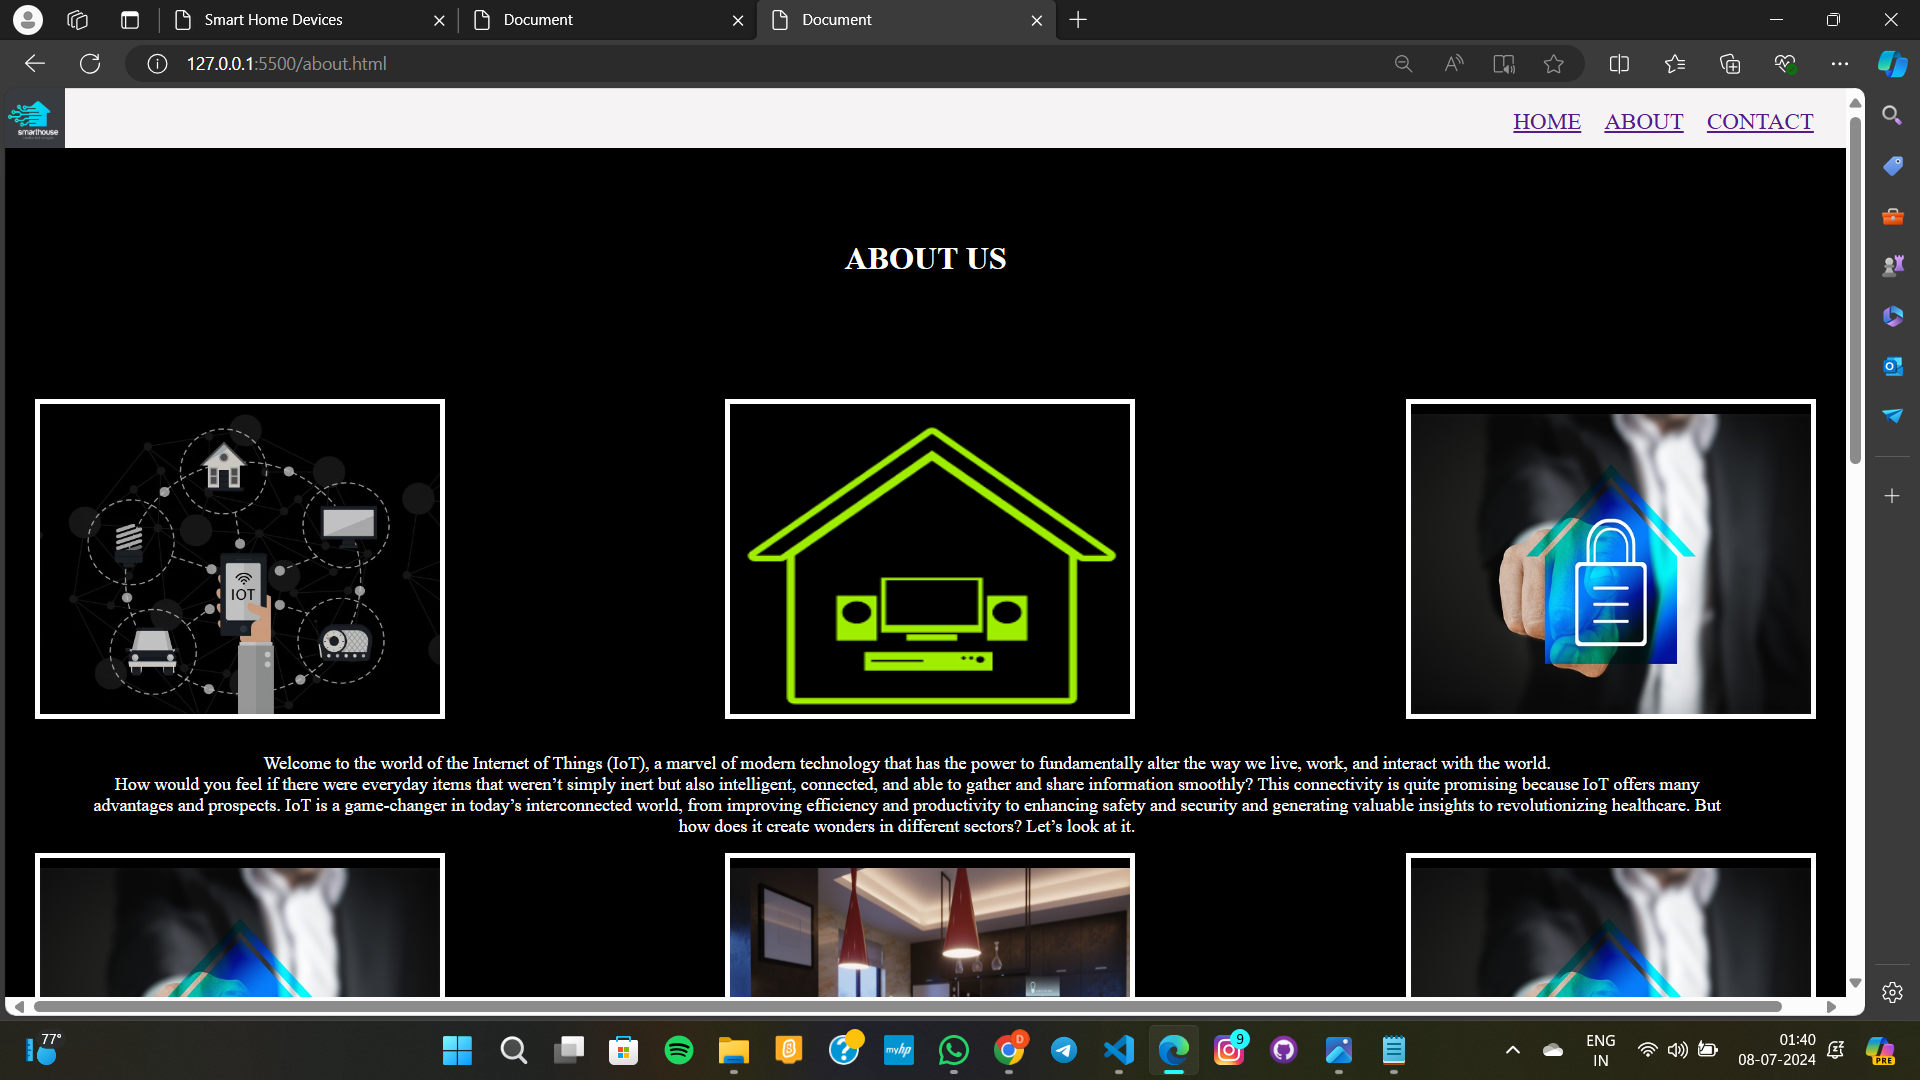 Smart Home Devices
Document
Document
127.0.0.1:5500/about.html
smarthouse
HOME ABOUT CONTACT
ABOUT US
IOT
Welcome to the world of the Internet of Things (IoT), a marvel of modern technology that has the power to fundamentally alter the way we live, work, and interact with the world.
How would you feel if there were everyday items that weren’t simply inert but also intelligent, connected, and able to gather and share information smoothly? This connectivity is quite promising because IoT offers many
advantages and prospects. IoT is a game-changer in today’s interconnected world, from improving efficiency and productivity to enhancing safety and security and generating valuable insights to revolutionizing healthcare. But
how does it create wonders in different sectors? Let’s look at it.
77°
myhp
D
9
ENG
IN
01:40
08-07-2024
PRE